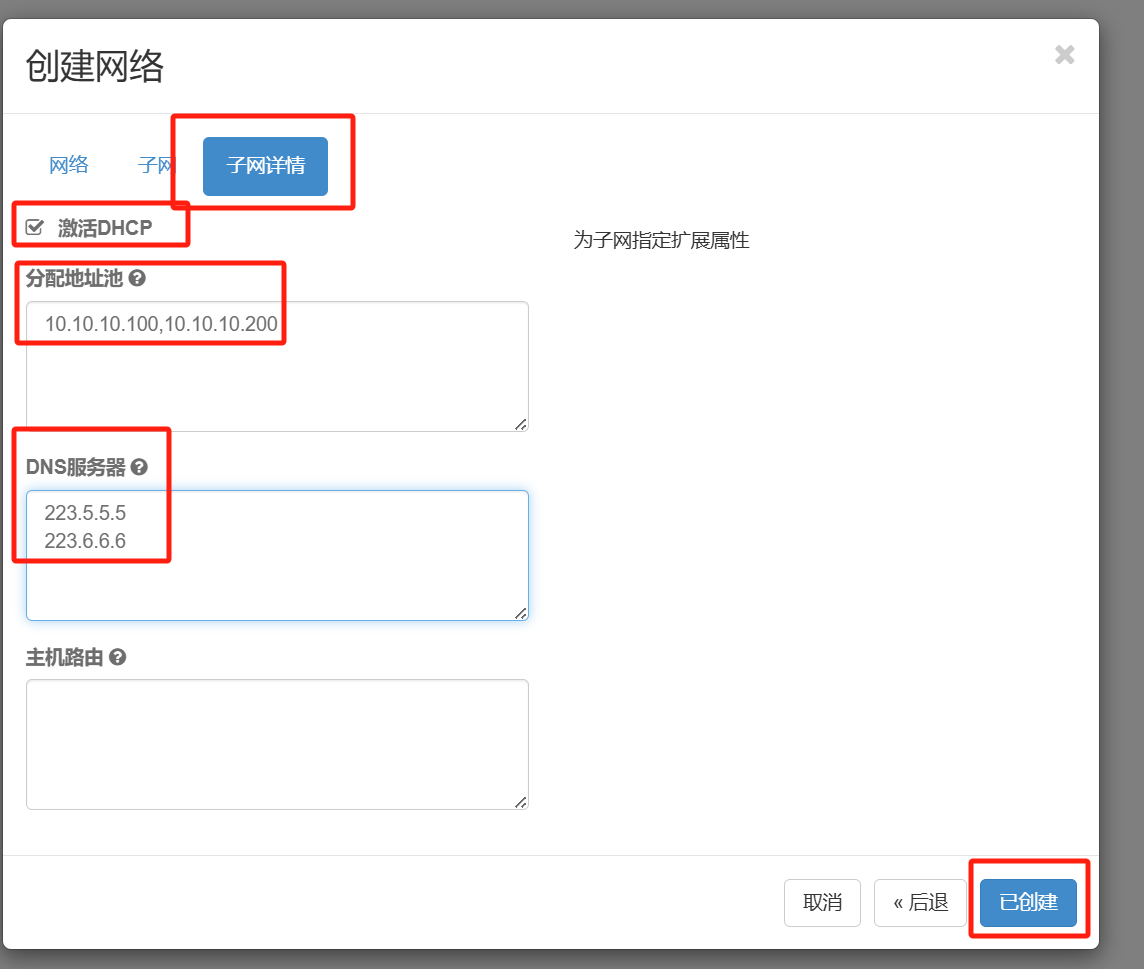 创建网络
网络 子网 子网详情
激活DHCP
为子网指定扩展属性
分配地址池
10.10.10.100,10.10.10.200
DNS服务器
223.5.5.5
223.6.6.6
主机路由
取消 « 后退 已创建